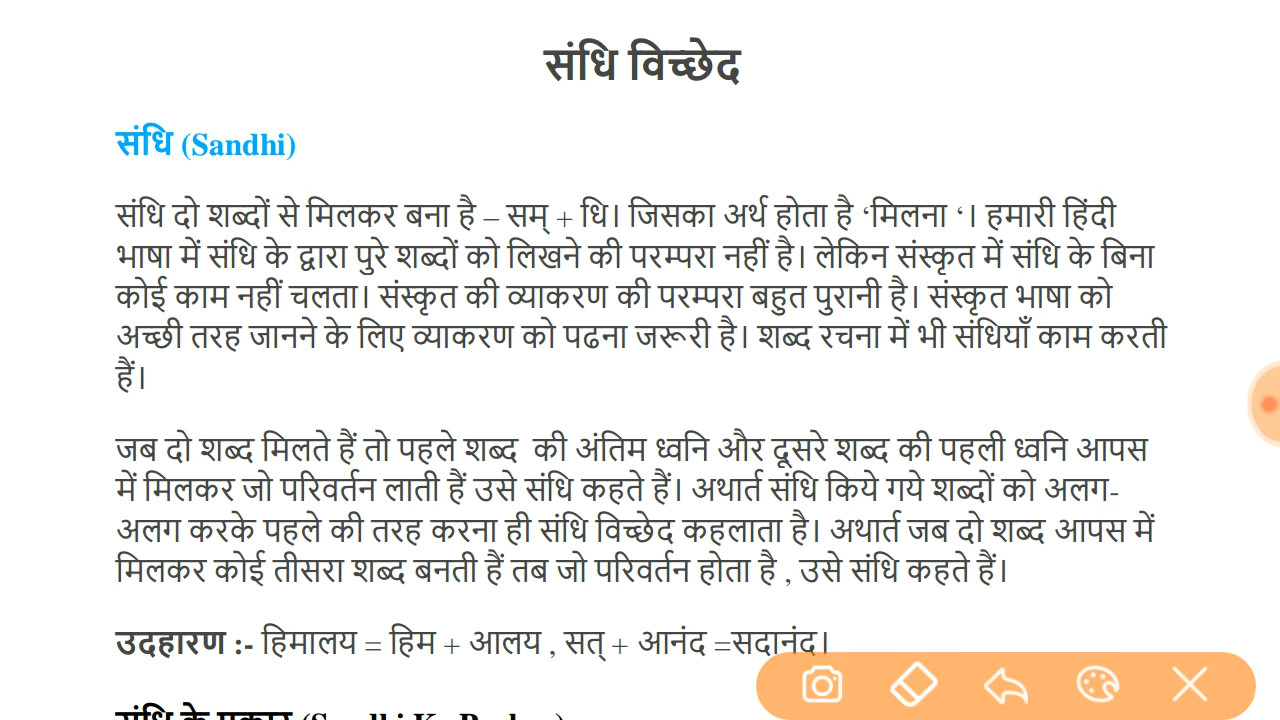 संधि विच्छेद
संधि (Sandhi)
संधि दो शब्दों से मिलकर बना है – सम् + धि। जिसका अर्थ होता है ‘मिलना ‘। हमारी हिंदी
भाषा में संधि के द्वारा पुरे शब्दों को लिखने की परम्परा नहीं है। लेकिन संस्कृत में संधि के बिना
कोई काम नहीं चलता। संस्कृत की व्याकरण की परम्परा बहुत पुरानी है। संस्कृत भाषा को
अच्छी तरह जानने के लिए व्याकरण को पढना जरूरी है। शब्द रचना में भी संधियाँ काम करती
हैं।
जब दो शब्द मिलते हैं तो पहले शब्द की अंतिम ध्वनि और दूसरे शब्द की पहली ध्वनि आपस
में मिलकर जो परिवर्तन लाती हैं उसे संधि कहते हैं। अथार्त संधि किये गये शब्दों को अलग-
अलग करके पहले की तरह करना ही संधि विच्छेद कहलाता है। अथार्त जब दो शब्द आपस में
मिलकर कोई तीसरा शब्द बनती हैं तब जो परिवर्तन होता है , उसे संधि कहते हैं।
उदहारण :- हिमालय = हिम + आलय , सत् + आनंद =सदानंद।
संधि के